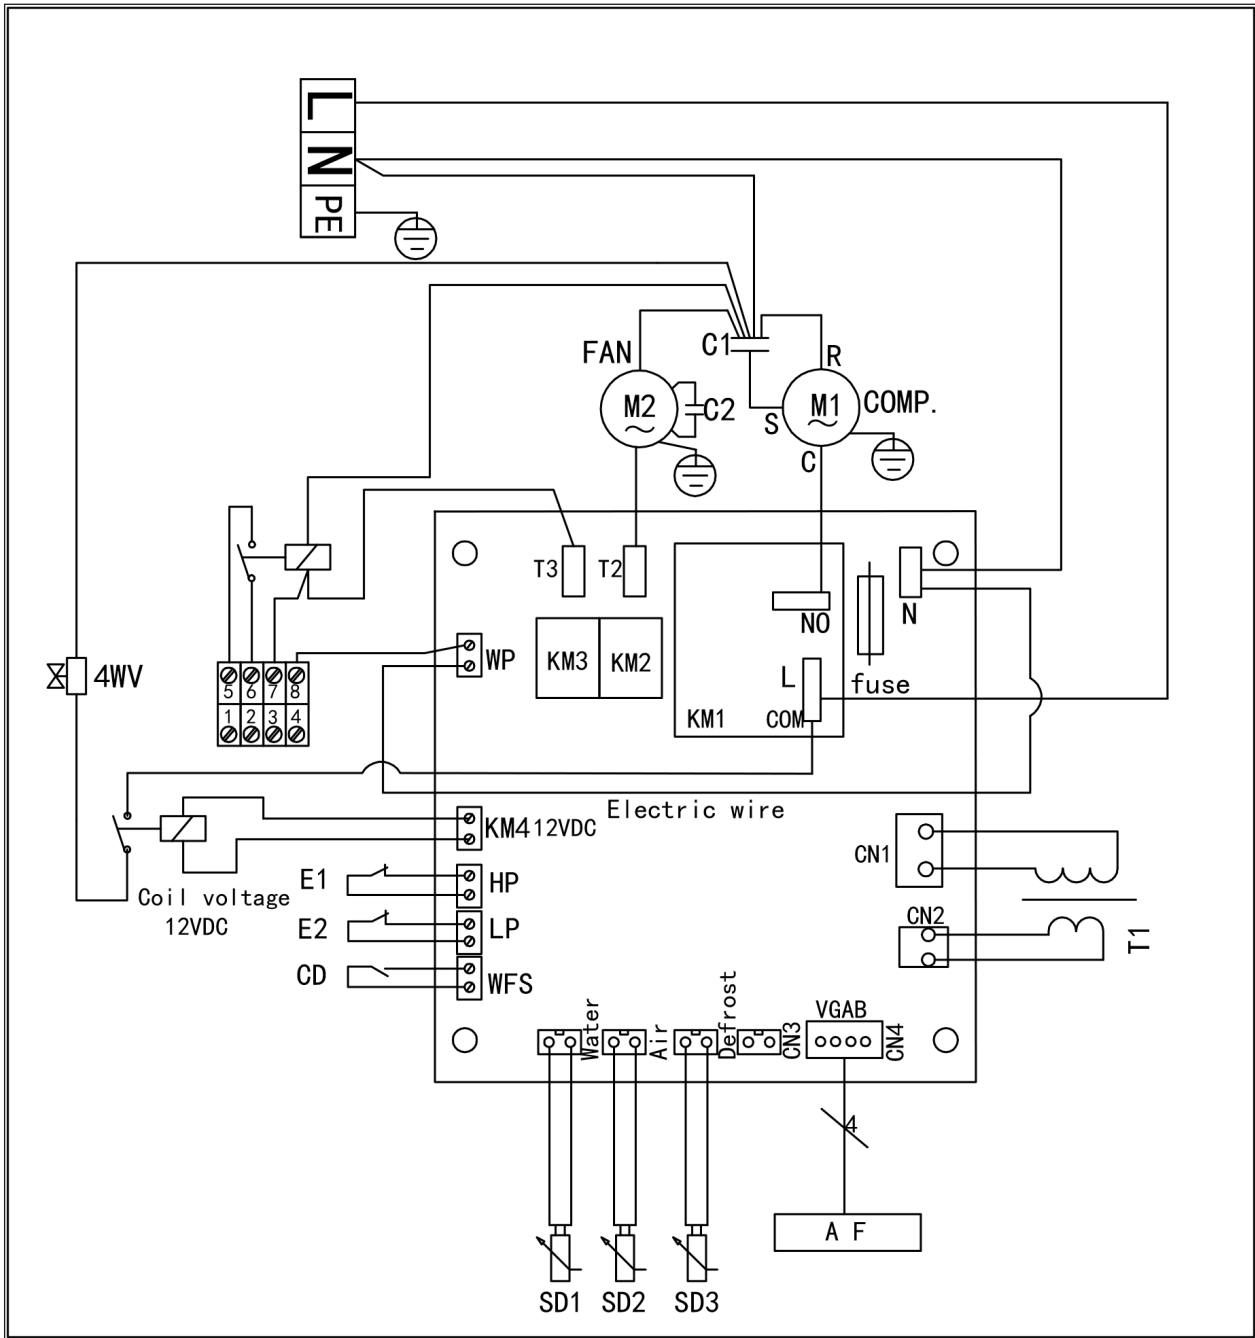 L
N
PE
FAN
C1
R
M2
C2
M1
COMP.
S
C
T3
T2
NO
N
WP
KM3
KM2
L
fuse
4WV
5 6 7 8
1 2 3 4
KM1
COM
Electric wire
KM4 12VDC
CN1
E1
HP
Coil voltage
12VDC
E2
LP
CN2
T1
CD
WFS
Water
Air
Defrost
CN3
VGAB
CN4
4
A F
SD1
SD2
SD3